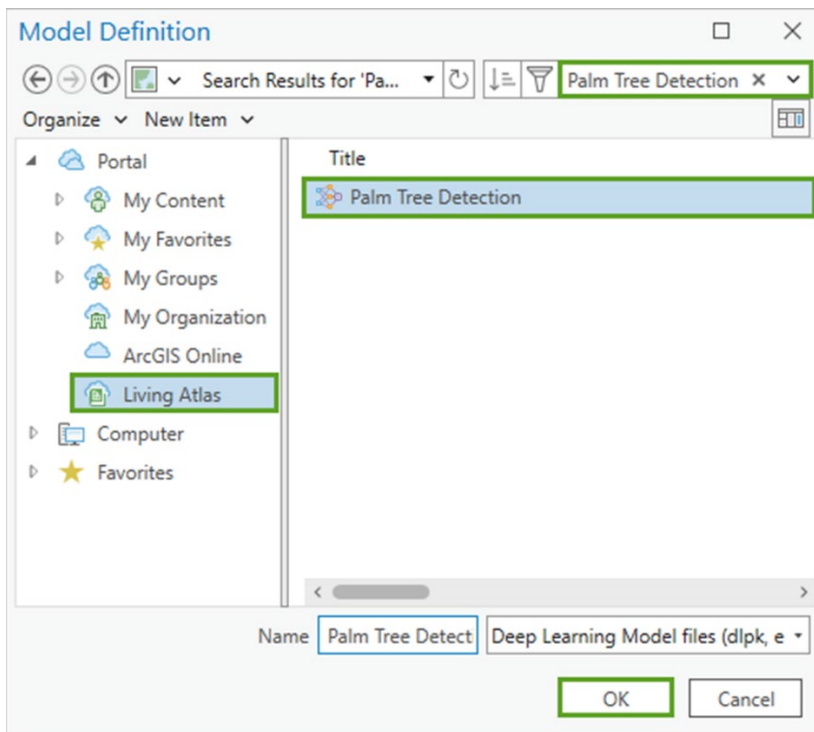 Model Definition
Search Results for 'Pa...
Palm Tree Detection
Organize
New Item
Portal
My Content
My Favorites
My Groups
My Organization
ArcGIS Online
Living Atlas
Computer
Favorites
Title
Palm Tree Detection
Name
Palm Tree Detect
Deep Learning Model files (dlpk, e
OK
Cancel